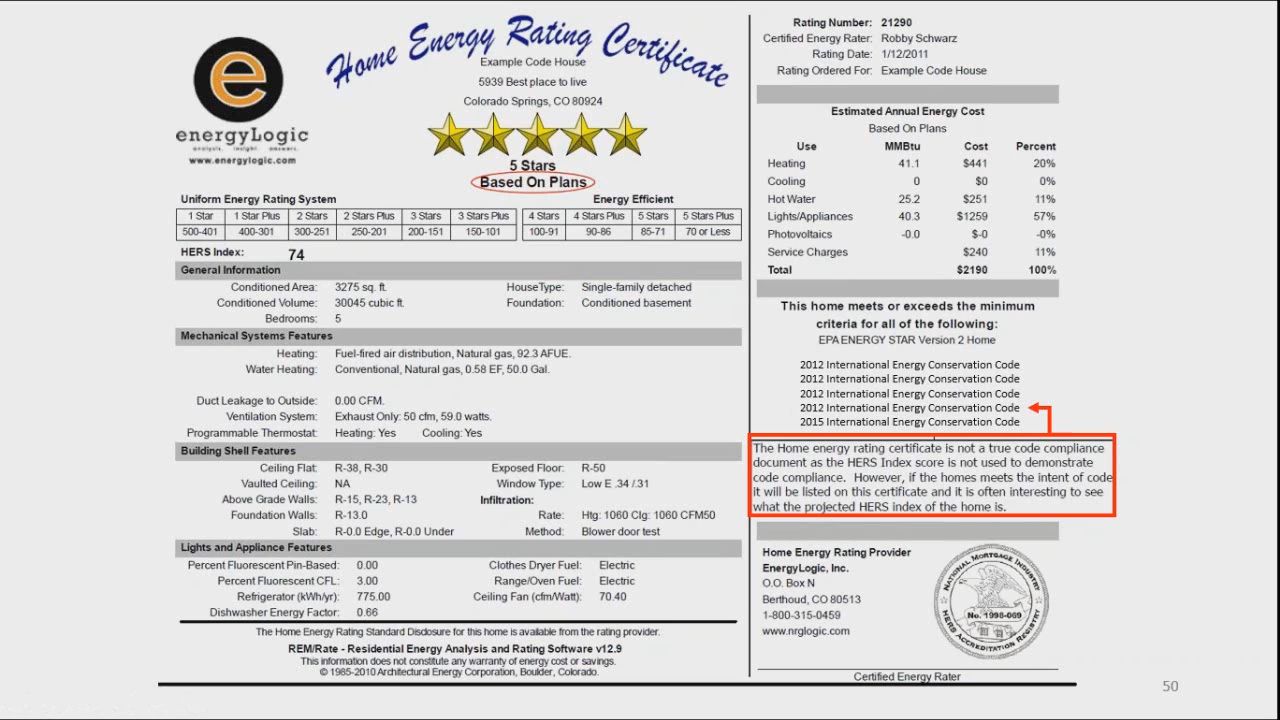 Home Energy Rating Certificate
Example Code House
5939 Best place to live
Colorado Springs, CO 80924
e
energyLogic
analysis. insight. answers.
www.energylogic.com
5 Stars
Based On Plans
Uniform Energy Rating System Energy Efficient
1 Star 1 Star Plus 2 Stars 2 Stars Plus 3 Stars 3 Stars Plus 4 Stars 4 Stars Plus 5 Stars 5 Stars Plus
500-401 400-301 300-251 250-201 200-151 150-101 100-91 90-86 85-71 70 or Less
HERS Index: 74
General Information
Conditioned Area: 3275 sq. ft. HouseType: Single-family detached
Conditioned Volume: 30045 cubic ft. Foundation: Conditioned basement
Bedrooms: 5
Mechanical Systems Features
Heating: Fuel-fired air distribution, Natural gas, 92.3 AFUE.
Water Heating: Conventional, Natural gas, 0.58 EF, 50.0 Gal.
Duct Leakage to Outside: 0.00 CFM.
Ventilation System: Exhaust Only: 50 cfm, 59.0 watts.
Programmable Thermostat: Heating: Yes Cooling: Yes
Building Shell Features
Ceiling Flat: R-38, R-30 Exposed Floor: R-50
Vaulted Ceiling: NA Window Type: Low E .34 /.31
Above Grade Walls: R-15, R-23, R-13 Infiltration:
Foundation Walls: R-13.0 Rate: Htg: 1060 Clg: 1060 CFM50
Slab: R-0.0 Edge, R-0.0 Under Method: Blower door test
Lights and Appliance Features
Percent Fluorescent Pin-Based: 0.00 Clothes Dryer Fuel: Electric
Percent Fluorescent CFL: 3.00 Range/Oven Fuel: Electric
Refrigerator (kWh/yr): 775.00 Ceiling Fan (cfm/Watt): 70.40
Dishwasher Energy Factor: 0.66
The Home Energy Rating Standard Disclosure for this home is available from the rating provider.
REM/Rate - Residential Energy Analysis and Rating Software v12.9
This information does not constitute any warranty of energy cost or savings.
© 1985-2010 Architectural Energy Corporation, Boulder, Colorado.
Rating Number: 21290
Certified Energy Rater: Robby Schwarz
Rating Date: 1/12/2011
Rating Ordered For: Example Code House
Estimated Annual Energy Cost
Based On Plans
Use MMBtu Cost Percent
Heating 41.1 $441 20%
Cooling 0 $0 0%
Hot Water 25.2 $251 11%
Lights/Appliances 40.3 $1259 57%
Photovoltaics -0.0 $-0 -0%
Service Charges $240 11%
Total $2190 100%
This home meets or exceeds the minimum
criteria for all of the following:
EPA ENERGY STAR Version 2 Home
2012 International Energy Conservation Code
2012 International Energy Conservation Code
2012 International Energy Conservation Code
2012 International Energy Conservation Code
2015 International Energy Conservation Code
The Home energy rating certificate is not a true code compliance
document as the HERS Index score is not used to demonstrate
code compliance. However, if the homes meets the intent of code
it will be listed on this certificate and it is often interesting to see
what the projected HERS index of the home is.
Home Energy Rating Provider
EnergyLogic, Inc.
O.O. Box N
Berthoud, CO 80513
1-800-315-0459
www.nrglogic.com
NATIONAL MORTGAGE INDUSTRY
No. 1998-069
HERS ACCREDITATION REGISTRY
Certified Energy Rater
50